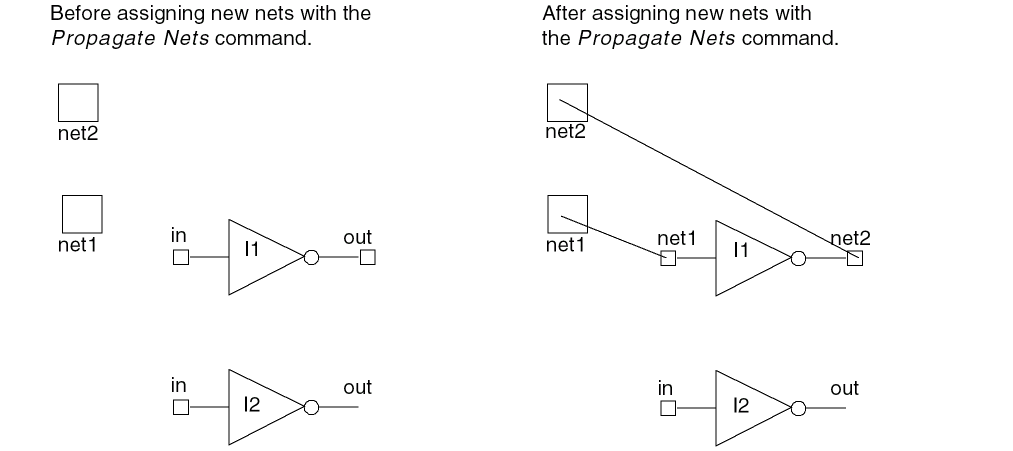 Before assigning new nets with the
Propagate Nets command.
net2
net1
in
I1
out
in
I2
out
After assigning new nets with
the Propagate Nets command.
net2
net1
net1
I1
net2
in
I2
out